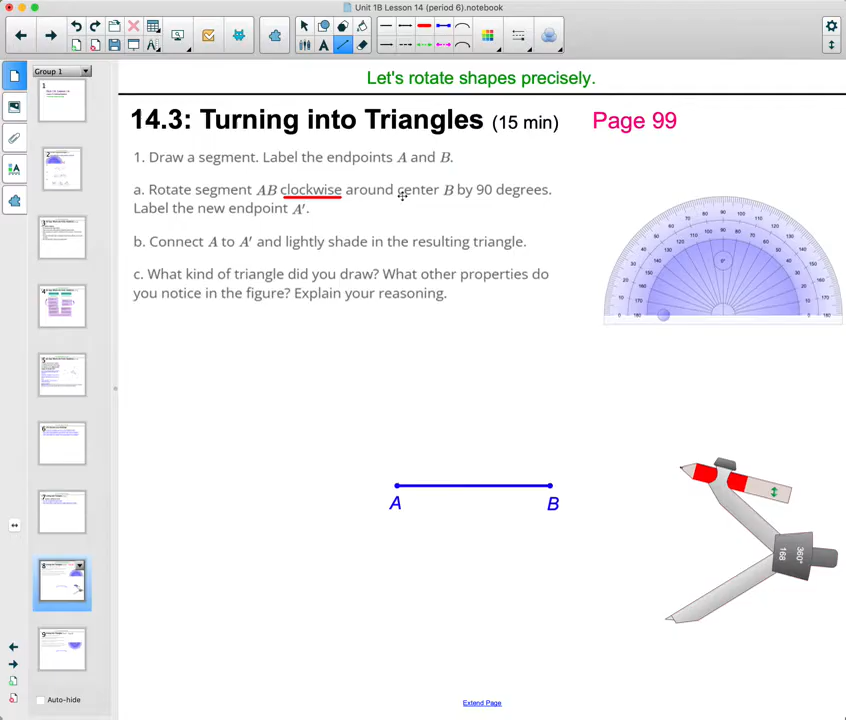 Unit 1B Lesson 14 (period 6).notebook
Group 1
Let's rotate shapes precisely.
14.3: Turning into Triangles (15 min) Page 99
1. Draw a segment. Label the endpoints A and B.
a. Rotate segment AB clockwise around center B by 90 degrees.
Label the new endpoint A′.
b. Connect A to A′ and lightly shade in the resulting triangle.
c. What kind of triangle did you draw? What other properties do
you notice in the figure? Explain your reasoning.
A B
360°
168
Auto-hide
Extend Page